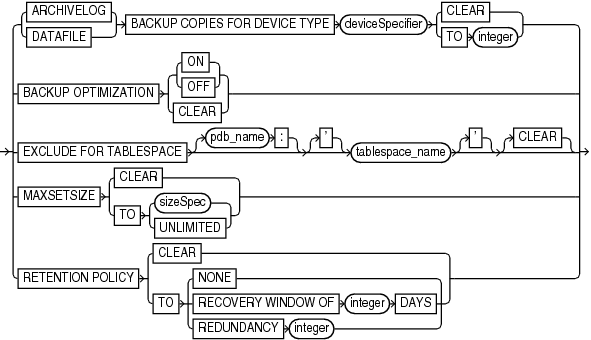 ARCHIVELOG
DATAFILE
BACKUP COPIES FOR DEVICE TYPE
deviceSpecifier
CLEAR
TO
integer
BACKUP OPTIMIZATION
ON
OFF
CLEAR
EXCLUDE FOR TABLESPACE
pdb_name
:
'
tablespace_name
'
CLEAR
MAXSETSIZE
CLEAR
TO
sizeSpec
UNLIMITED
RETENTION POLICY
CLEAR
TO
NONE
RECOVERY WINDOW OF
integer
DAYS
REDUNDANCY
integer